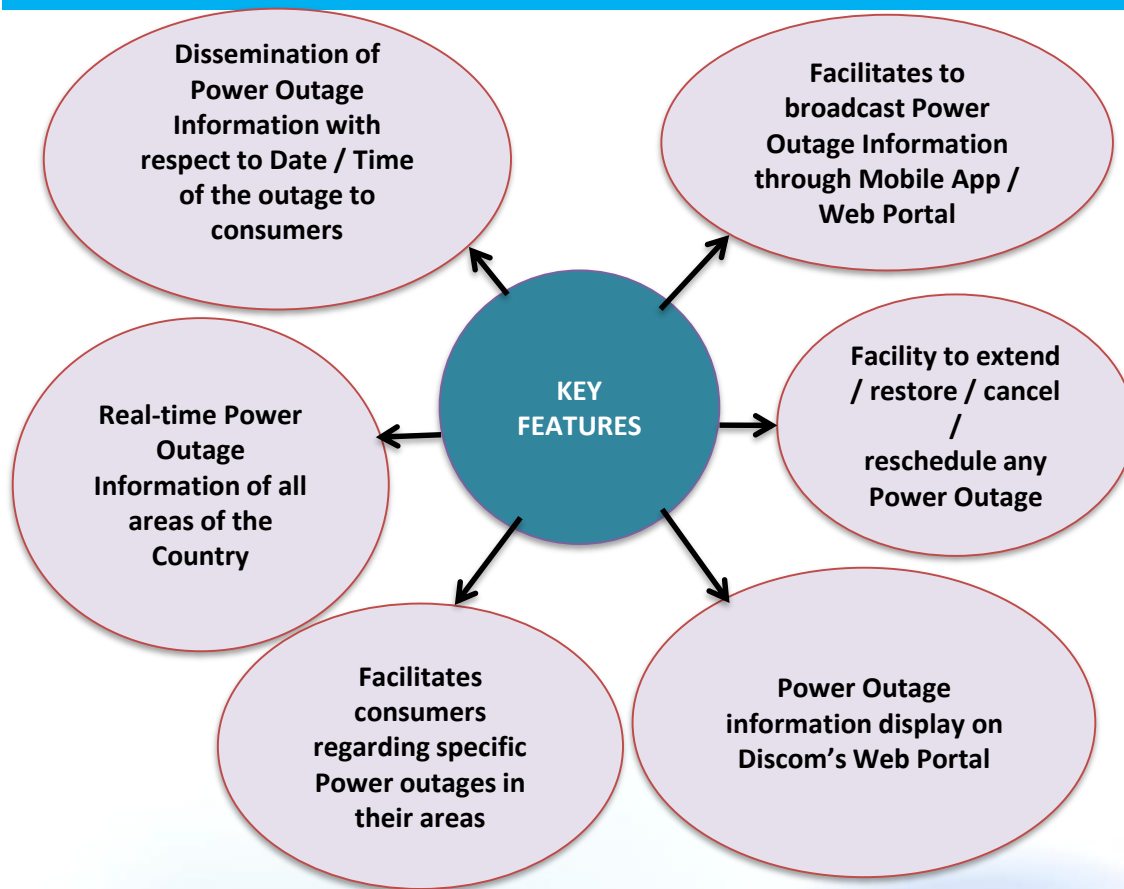 Dissemination of
Power Outage
Information with
respect to Date / Time
of the outage to
consumers
Facilitates to
broadcast Power
Outage Information
through Mobile App /
Web Portal
KEY
FEATURES
Facility to extend
/ restore / cancel
/
reschedule any
Power Outage
Real-time Power
Outage
Information of all
areas of the
Country
Facilitates
consumers
regarding specific
Power outages in
their areas
Power Outage
information display on
Discom’s Web Portal